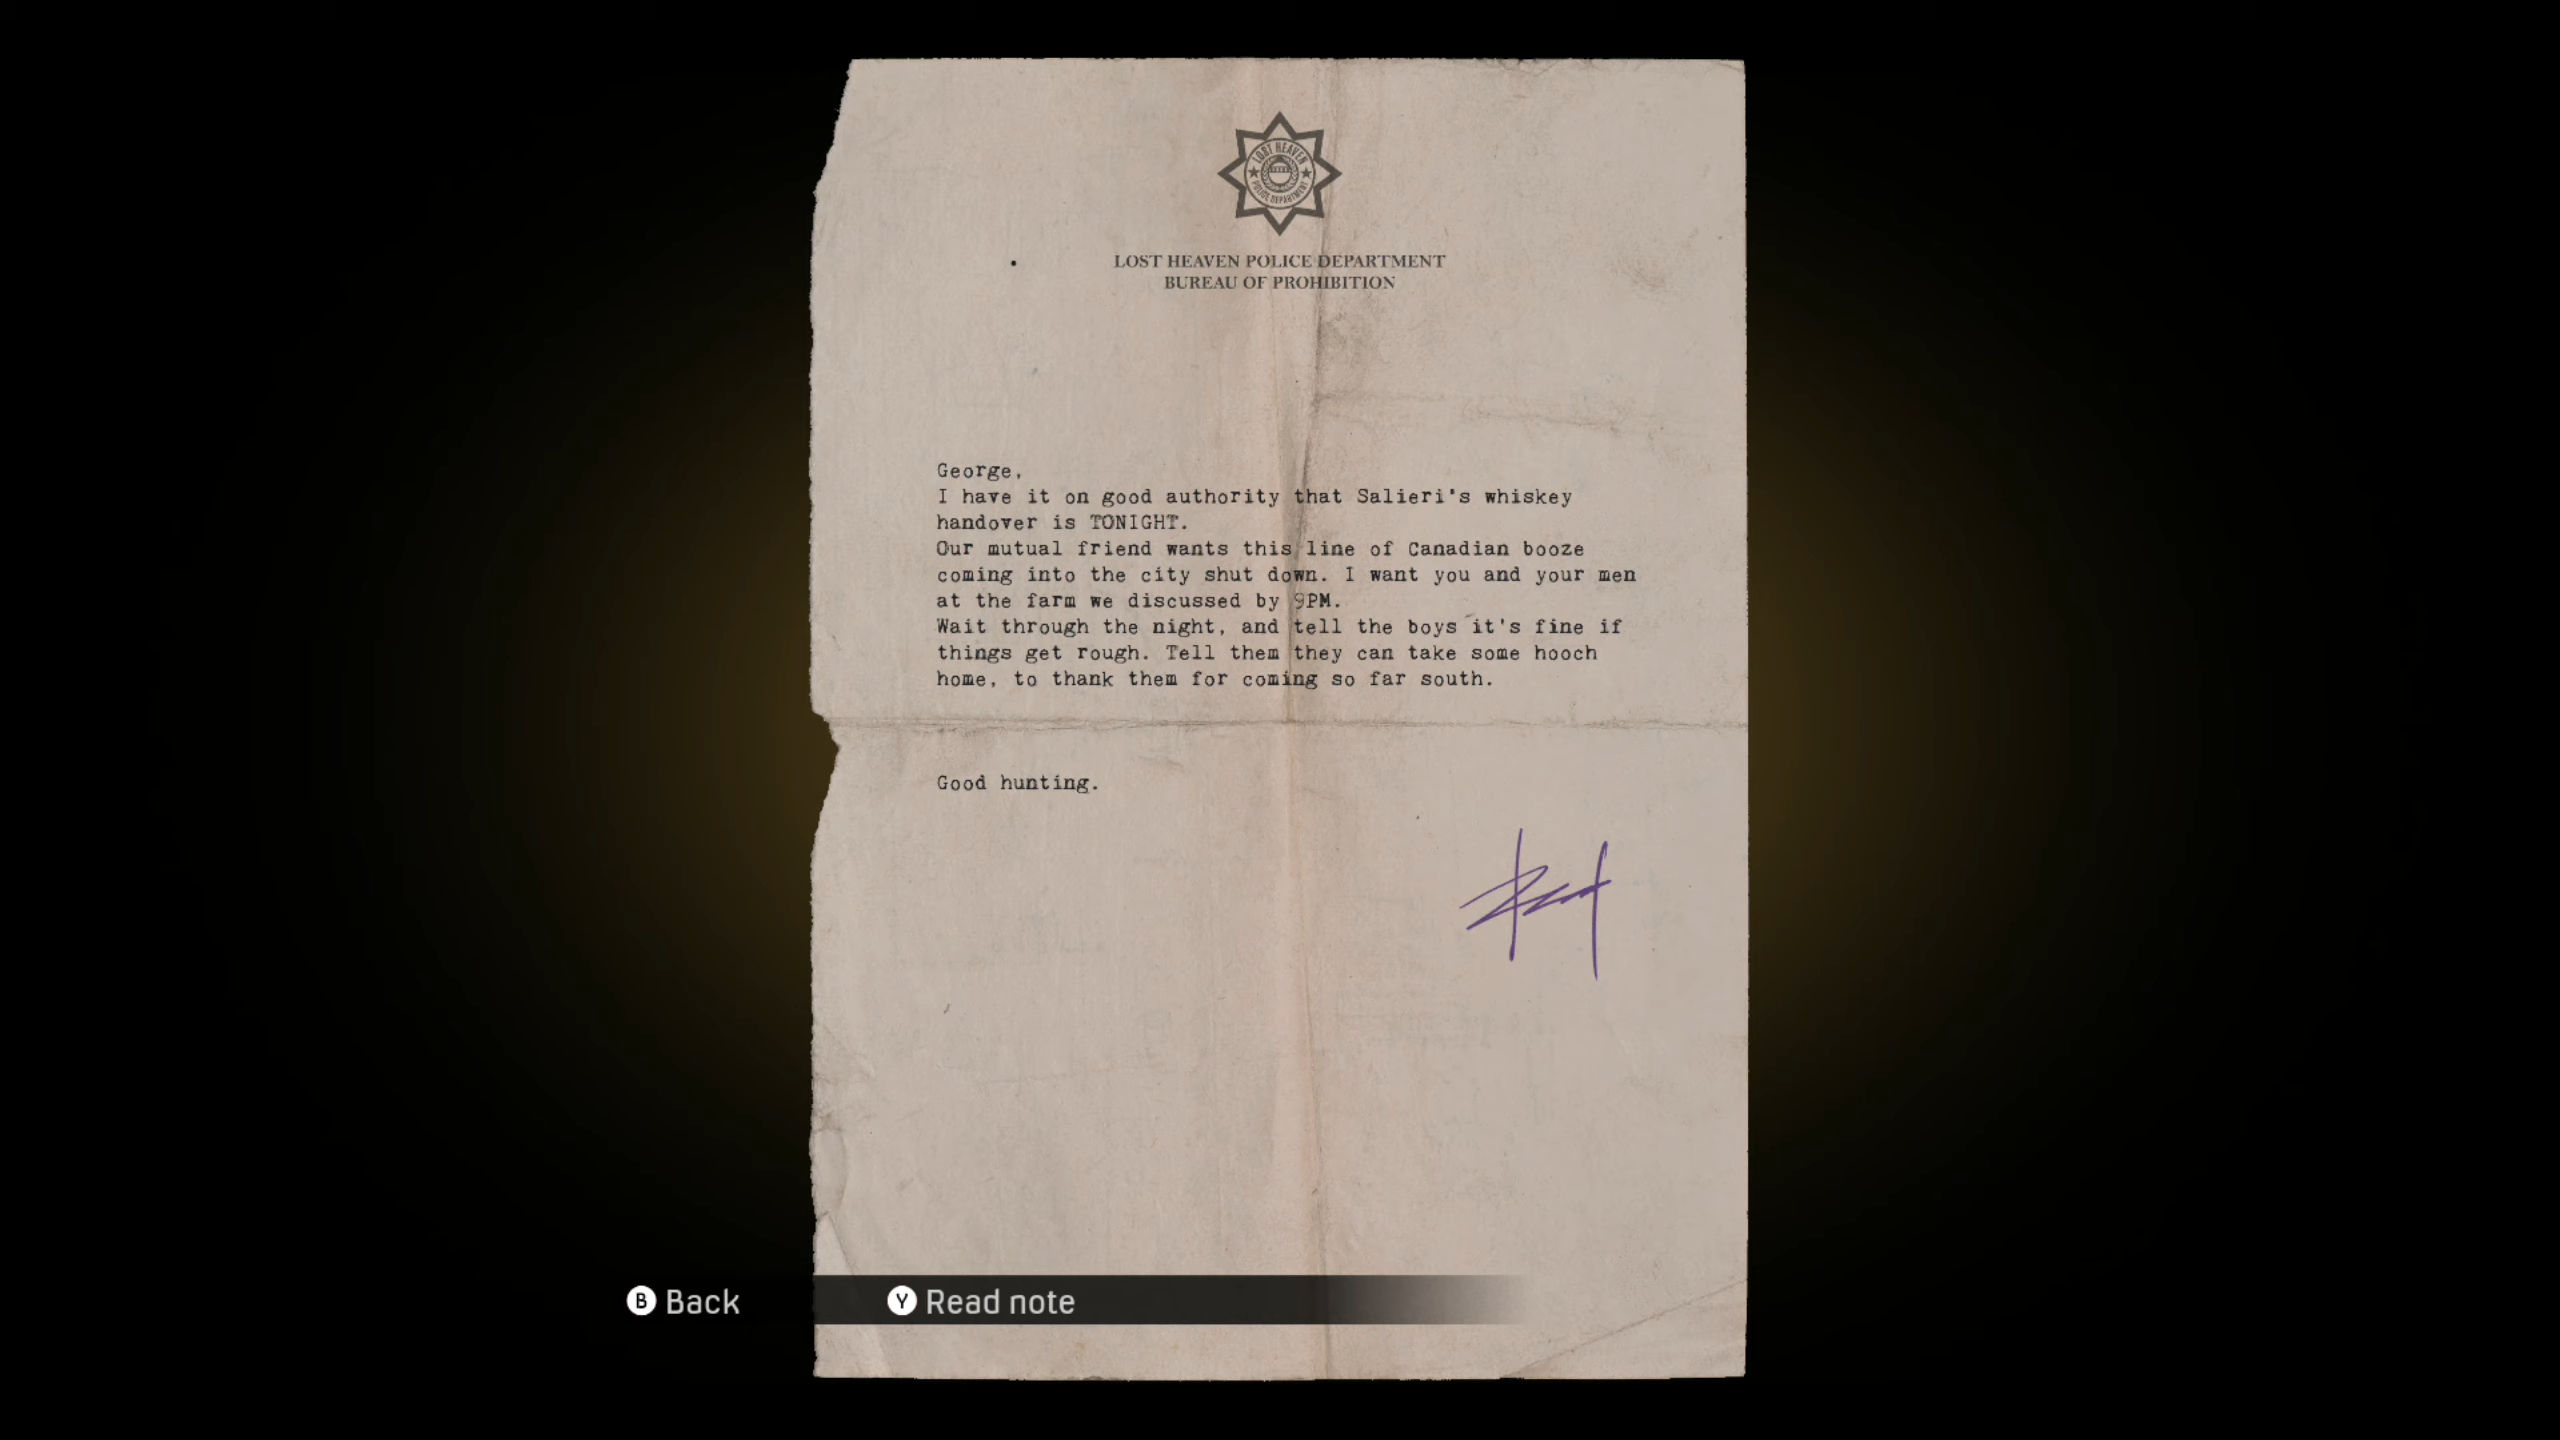 LOST HEAVEN
POLICE DEPARTMENT
LOST HEAVEN POLICE DEPARTMENT
BUREAU OF PROHIBITION
George,
I have it on good authority that Salieri's whiskey
handover is TONIGHT.
Our mutual friend wants this line of Canadian booze
coming into the city shut down. I want you and your men
at the farm we discussed by 9PM.
Wait through the night, and tell the boys it's fine if
things get rough. Tell them they can take some hooch
home, to thank them for coming so far south.
Good hunting.
B Back
Y Read note